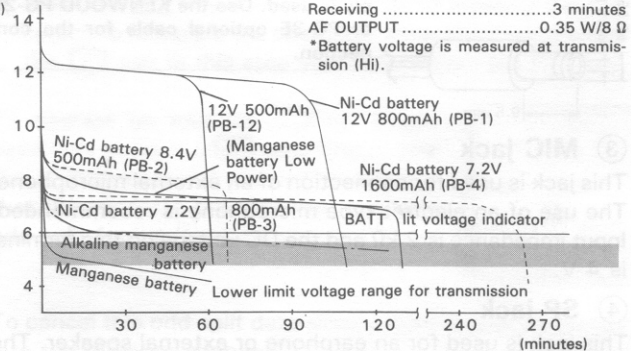 Receiving ........................ 3 minutes
AF OUTPUT ........................ 0.35 W/8 Ω
*Battery voltage is measured at transmis-
sion (Hi).
14
12
10
8
6
4
12V 500mAh
(PB-12)
(Manganese
battery Low
Power)
Ni-Cd battery
12V 800mAh (PB-1)
Ni-Cd battery 8.4V
500mAh (PB-2)
Ni-Cd battery 7.2V
1600mAh (PB-4)
Ni-Cd battery 7.2V
800mAh
(PB-3)
BATT lit voltage
Alkaline manganese
battery
Manganese battery
Lower limit voltage range for transmission
30 60 90 120 240 270
(minutes)